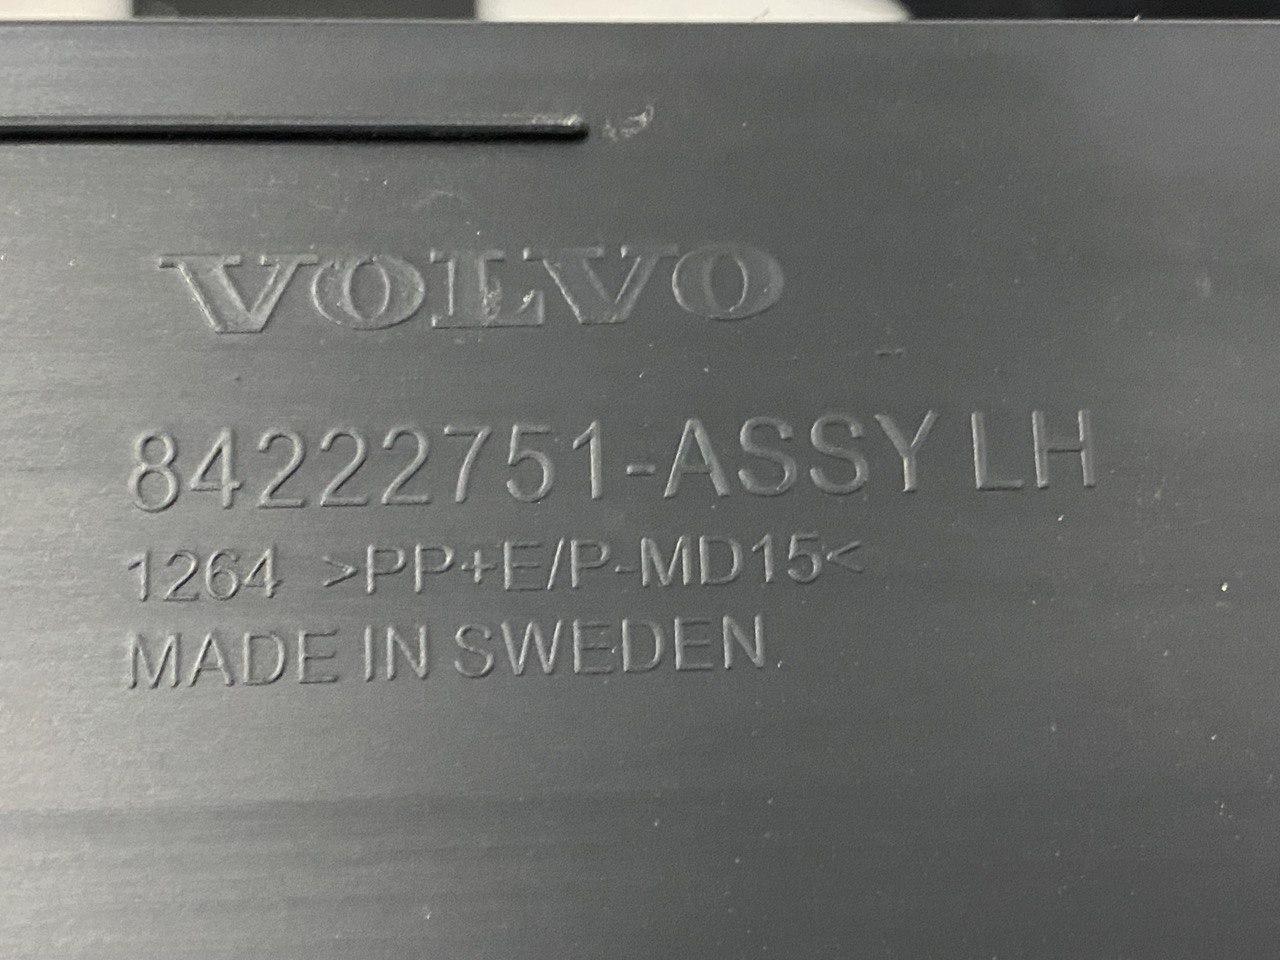 VOLVO
84222751-ASSY LH
1264 >PP+E/P-MD15<
MADE IN SWEDEN